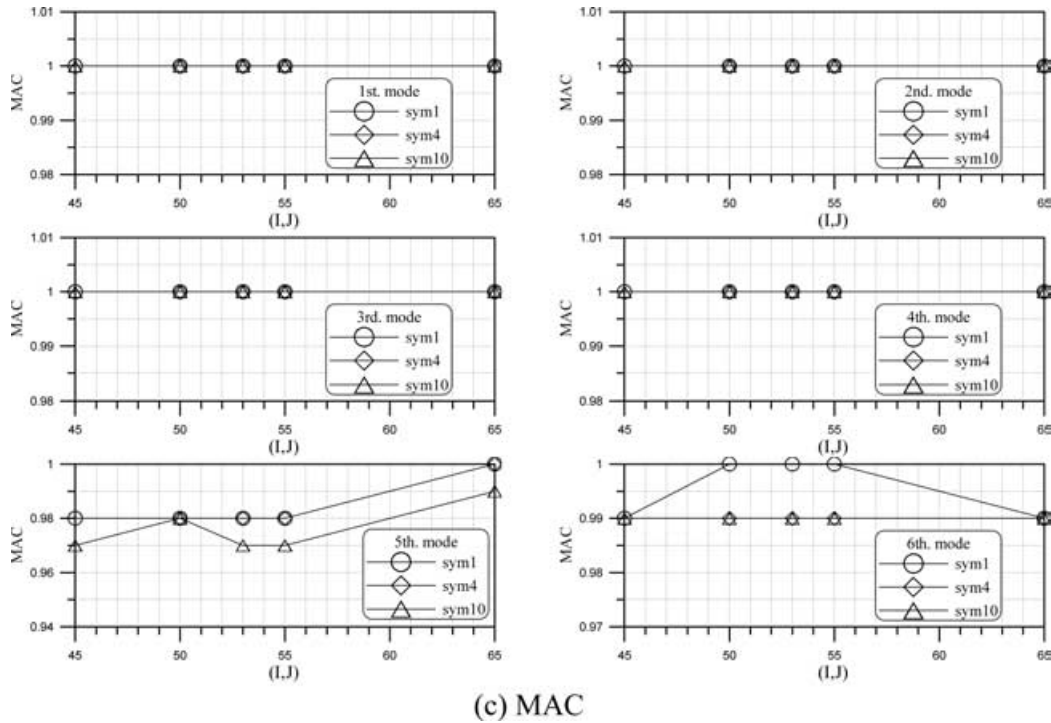 1.01
1
0.99
0.98
MAC
1st. mode
sym1
sym4
sym10
45 50 55 60 65
(I,J)
1.01
1
0.99
0.98
MAC
2nd. mode
sym1
sym4
sym10
45 50 55 60 65
(I,J)
1.01
1
0.99
0.98
MAC
3rd. mode
sym1
sym4
sym10
45 50 55 60 65
(I,J)
1.01
1
0.99
0.98
MAC
4th. mode
sym1
sym4
sym10
45 50 55 60 65
(I,J)
1
0.98
0.96
0.94
MAC
5th. mode
sym1
sym4
sym10
45 50 55 60 65
(I,J)
1
0.99
0.98
0.97
MAC
6th. mode
sym1
sym4
sym10
45 50 55 60 65
(I,J)
(c) MAC